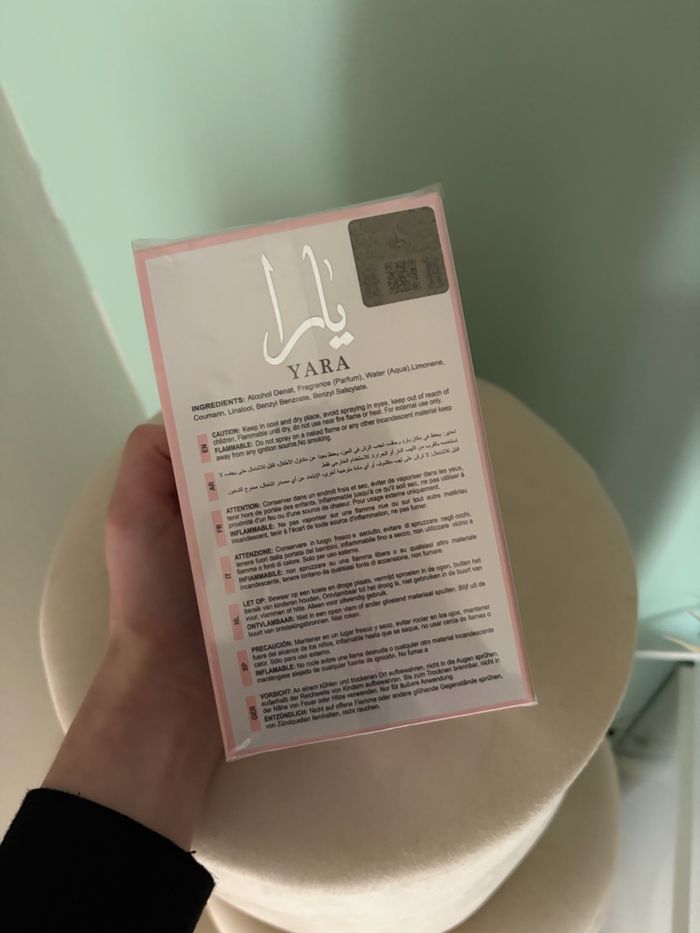 يارا
YARA
INGREDIENTS: Alcohol Denat, Fragrance (Parfum), Water (Aqua),Limonene,
Coumarin, Linalool, Benzyl Benzoate, Benzyl Salicylate.
EN
CAUTION: Keep in cool and dry place, avoid spraying in eyes, keep out of reach of
children, Flammable until dry, do not use near fire flame or heat. For external use only.
FLAMMABLE: Do not spray on a naked flame or any other incandescent material keep
away from any ignition source.No smoking.
AR
FR
ATTENTION: Conserver dans un endroit frais et sec, éviter de vaporiser dans les yeux,
tenir hors de portée des enfants, inflammable jusqu'à ce qu'il soit sec, ne pas utiliser à
proximité d'un feu ou d'une source de chaleur. Pour usage externe uniquement.
INFLAMMABLE: Ne pas vaporiser sur une flamme nue ou sur tout autre matériau
incandescent, tenir à l'écart de toute source d'inflammation, ne pas fumer.
IT
ATTENZIONE: Conservare in luogo fresco e asciutto, evitare di spruzzare negli occhi,
tenere fuori dalla portata dei bambini, infiammabile fino a secco, non utilizzare vicino a
fiamme o fonti di calore. Solo per uso esterno.
INFIAMMABILE: non spruzzare su una fiamma libera o su qualsiasi altro materiale
incandescente, tenere lontano da qualsiasi fonte di accensione, non fumare.
NL
LET OP: Bewaar op een koele en droge plaats, vermijd sproeien in de ogen, buiten het
bereik van kinderen houden, Ontvlambaar tot het droog is, niet gebruiken in de buurt van
vuur, vlammen of hitte. Alleen voor uitwendig gebruik.
ONTVLAMBAAR: Niet in een open vlam of ander gloeiend materiaal spuiten. Blijf uit de
buurt van ontstekingsbronnen. Niet roken.
SP
PRECAUCIÓN: Mantener en un lugar fresco y seco, evitar rociar en los ojos, mantener
fuera del alcance de los niños, inflamable hasta que se seque, no usar cerca de llamas o
calor. Sólo para uso externo.
INFLAMABLE: No rocíe sobre una llama desnuda o cualquier otro material incandescente
manténgase alejado de cualquier fuente de ignición. No fumar.a
GER
VORSICHT: An einem kühlen und trockenen Ort aufbewahren, nicht in die Augen sprühen,
außerhalb der Reichweite von Kindern aufbewahren. Bis zum Trocknen brennbar, nicht in
der Nähe von Feuer oder Hitze verwenden. Nur für äußere Anwendung.
ENTZÜNDLICH: Nicht auf offene Flammen oder andere glühende Gegenstände sprühen,
von Zündquellen fernhalten, nicht rauchen.